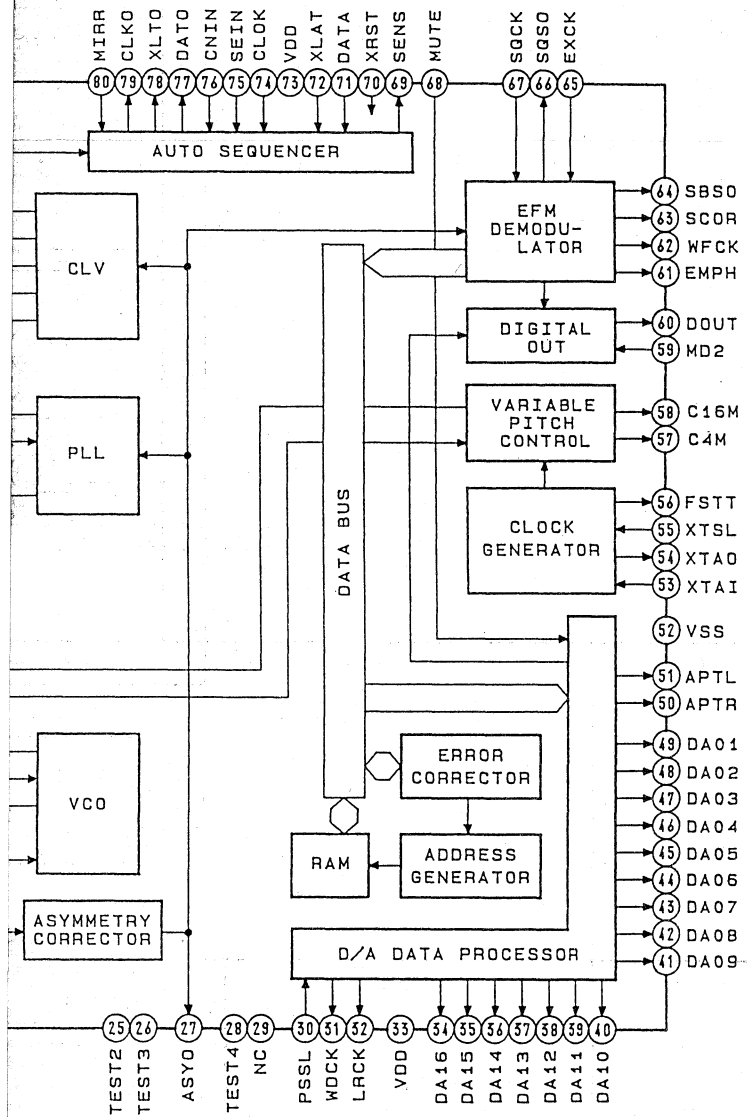 MIRR
CLKO
XLTO
DATO
CNIN
SEIN
CLOK
VDD
XLAT
DATA
XRST
SENS
MUTE
SQCK
SQSO
EXCK
80
79
78
77
76
75
74
73
72
71
70
69
68
67
66
65
AUTO SEQUENCER
EFM
DEMODU-
LATOR
64 SBSO
63 SCOR
62 WFCK
61 EMPH
CLV
DIGITAL
OUT
60 DOUT
59 MD2
PLL
VARIABLE
PITCH
CONTROL
58 C16M
57 C4M
DATA BUS
CLOCK
GENERATOR
56 FSTT
55 XTSL
54 XTAO
53 XTAI
52 VSS
51 APTL
50 APTR
VCO
ERROR
CORRECTOR
RAM
ADDRESS
GENERATOR
49 DA01
48 DA02
47 DA03
46 DA04
45 DA05
44 DA06
43 DA07
42 DA08
41 DA09
ASYMMETRY
CORRECTOR
D/A DATA PROCESSOR
25
26
27
28
29
30
31
32
33
34
35
36
37
38
39
40
TEST2
TEST3
ASYO
TEST4
NC
PSSL
WDCK
LRCK
VDD
DA16
DA15
DA14
DA13
DA12
DA11
DA10